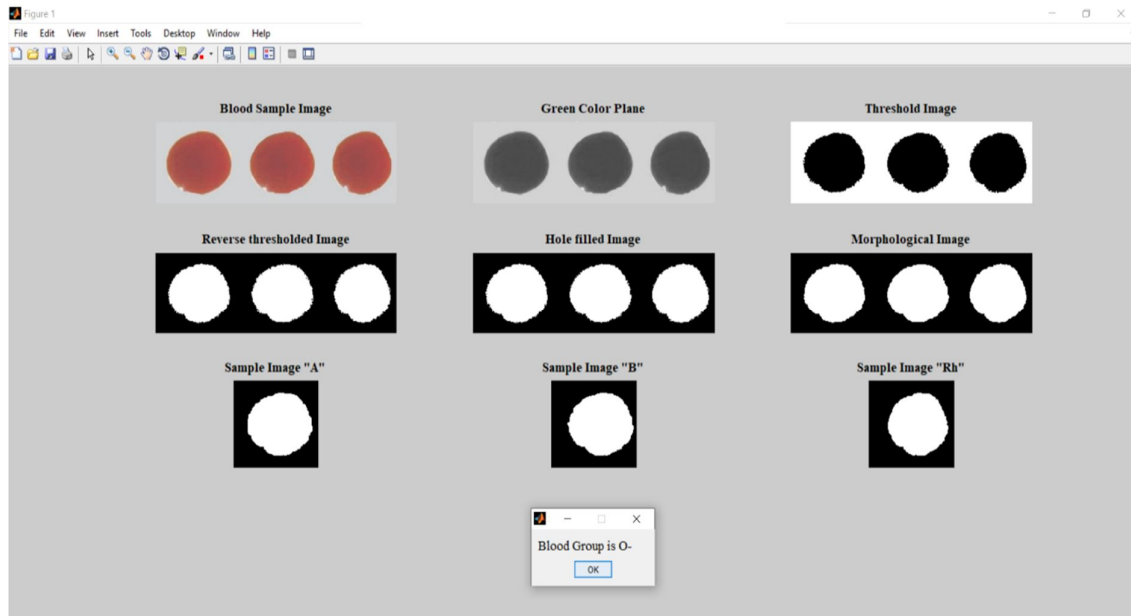 Figure 1
File Edit View Insert Tools Desktop Window Help
Blood Sample Image
Green Color Plane
Threshold Image
Reverse thresholded Image
Hole filled Image
Morphological Image
Sample Image "A"
Sample Image "B"
Sample Image "Rh"
Blood Group is O-
OK